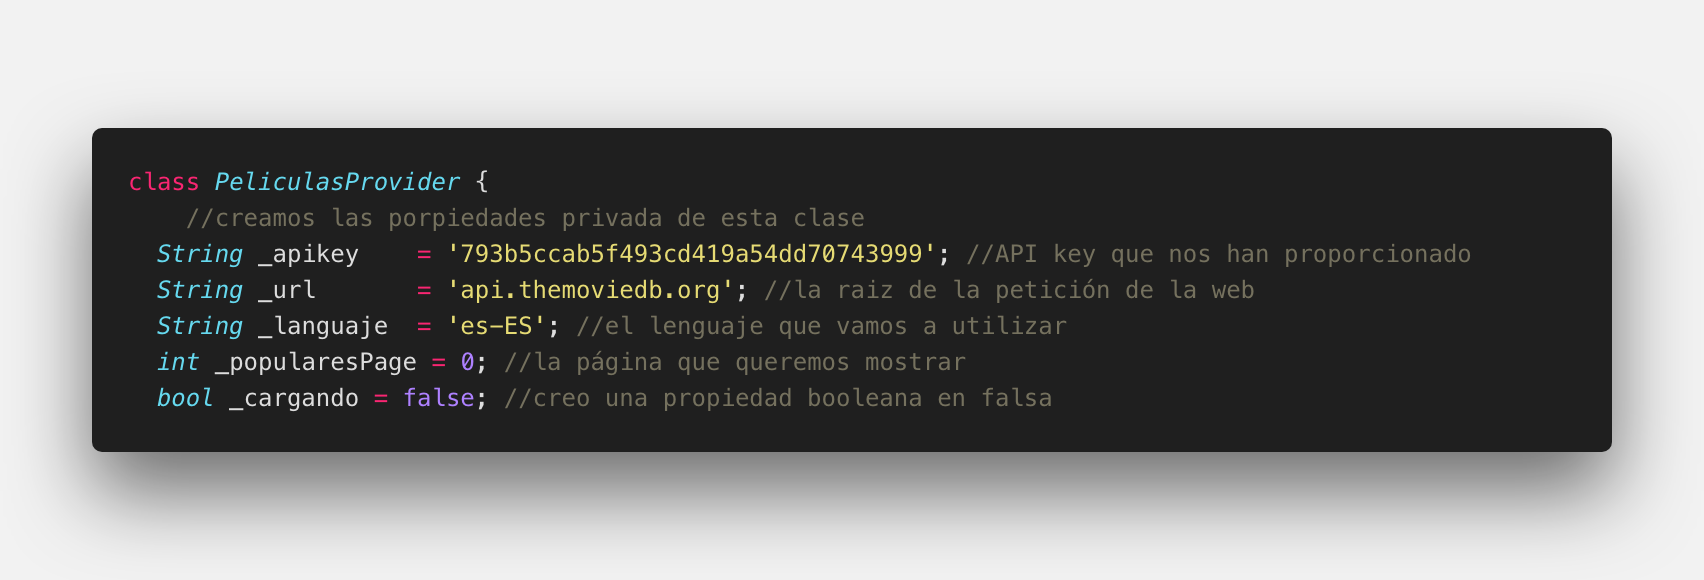 class PeliculasProvider {
//creamos las porpiedades privada de esta clase
String _apikey = '793b5ccab5f493cd419a54dd70743999'; //API key que nos han proporcionado
String _url = 'api.themoviedb.org'; //la raiz de la petición de la web
String _languaje = 'es-ES'; //el lenguaje que vamos a utilizar
int _popularesPage = 0; //la página que queremos mostrar
bool _cargando = false; //creo una propiedad booleana en falsa